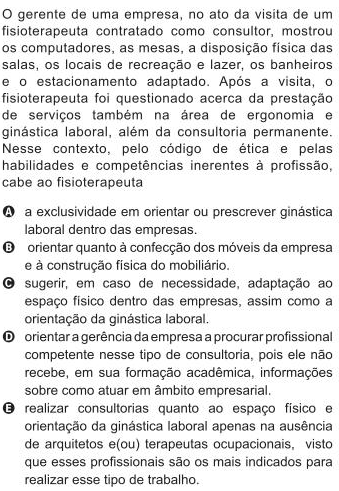 O gerente de uma empresa, no ato da visita de um
fisioterapeuta contratado como consultor, mostrou
os computadores, as mesas, a disposição física das
salas, os locais de recreação e lazer, os banheiros
e o estacionamento adaptado. Após a visita, o
fisioterapeuta foi questionado acerca da prestação
de serviços também na área de ergonomia e
ginástica laboral, além da consultoria permanente.
Nesse contexto, pelo código de ética e pelas
habilidades e competências inerentes à profissão,
cabe ao fisioterapeuta
A a exclusividade em orientar ou prescrever ginástica
laboral dentro das empresas.
B orientar quanto à confecção dos móveis da empresa
e à construção física do mobiliário.
C sugerir, em caso de necessidade, adaptação ao
espaço físico dentro das empresas, assim como a
orientação da ginástica laboral.
D orientar a gerência da empresa a procurar profissional
competente nesse tipo de consultoria, pois ele não
recebe, em sua formação acadêmica, informações
sobre como atuar em âmbito empresarial.
E realizar consultorias quanto ao espaço físico e
orientação da ginástica laboral apenas na ausência
de arquitetos e(ou) terapeutas ocupacionais, visto
que esses profissionais são os mais indicados para
realizar esse tipo de trabalho.